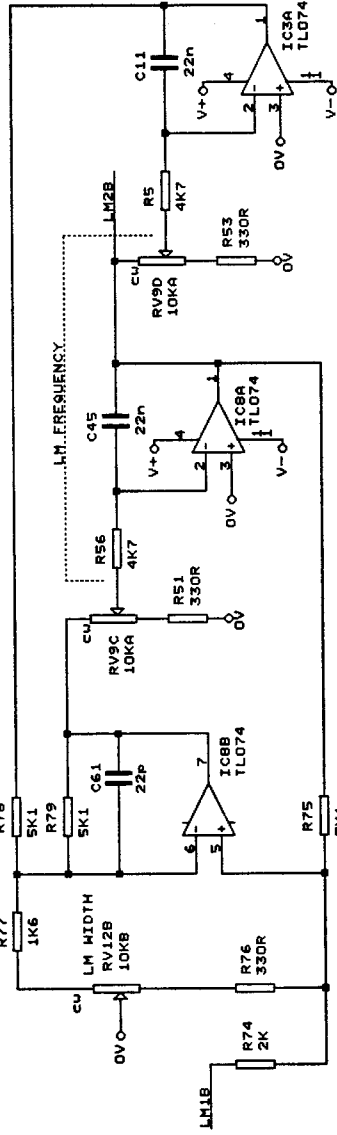 LM1B
R74
2K
0V
cw
LM WIDTH
RV12B
10KB
R76
330R
R77
1K6
R78
5K1
R79
5K1
C61
22p
6
5
7
IC8B
TL074
R75
cw
RV9C
10KA
R51
330R
0V
LM FREQUENCY
R56
4K7
C45
22n
V+
4
2
3
1
11
0V
V-
IC8A
TL074
LM2B
cw
RV9D
10KA
R53
330R
0V
R5
4K7
C11
22n
V+
4
2
3
1
11
0V
V-
IC3A
TL074